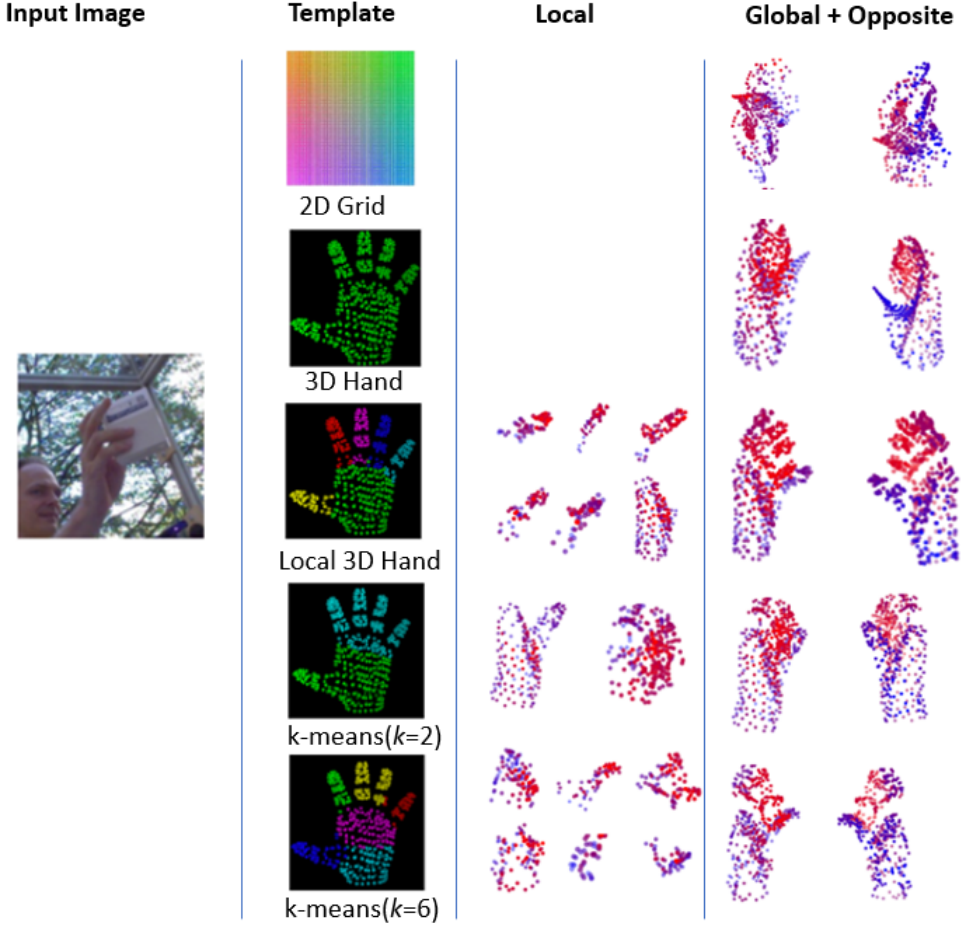 Input Image
Template
Local
Global + Opposite
2D Grid
3D Hand
Local 3D Hand
k-means(k=2)
k-means(k=6)